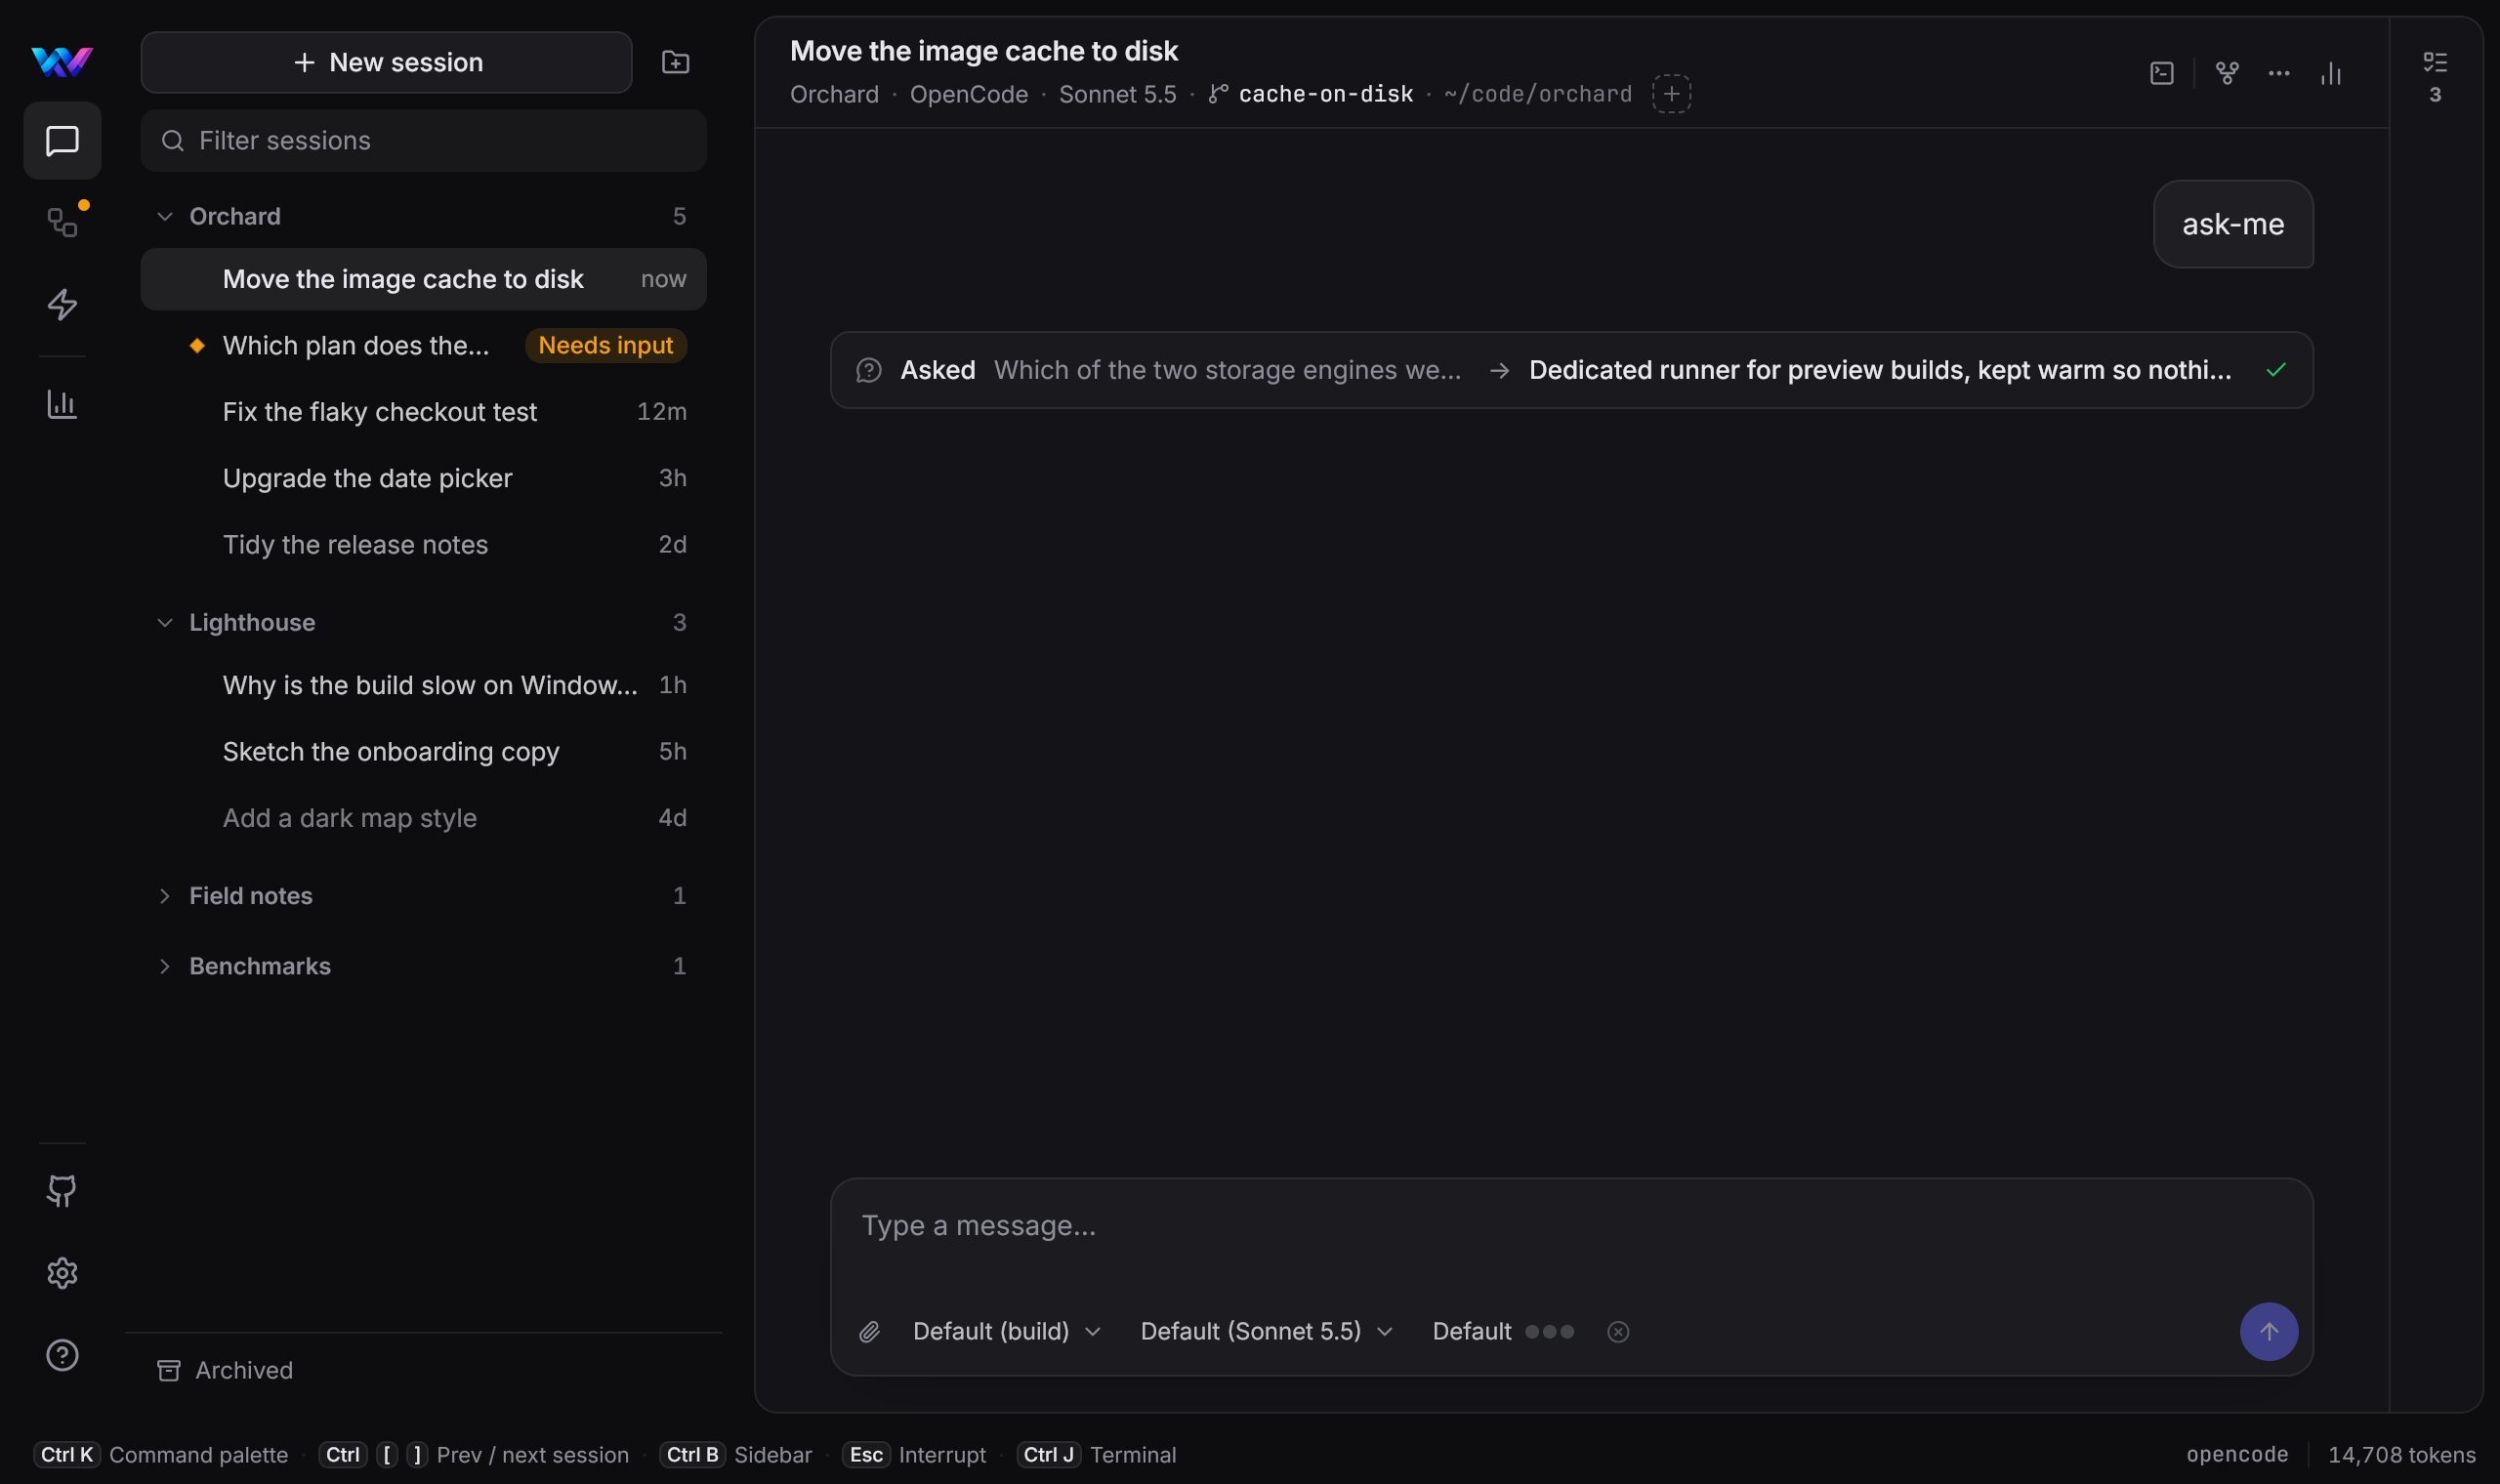 New session
Filter sessions
Orchard 5
Move the image cache to disk now
Which plan does the... Needs input
Fix the flaky checkout test 12m
Upgrade the date picker 3h
Tidy the release notes 2d
Lighthouse 3
Why is the build slow on Window... 1h
Sketch the onboarding copy 5h
Add a dark map style 4d
Field notes 1
Benchmarks 1
Archived
Move the image cache to disk
Orchard · OpenCode · Sonnet 5.5 · cache-on-disk · ~/code/orchard
3
ask-me
Asked Which of the two storage engines we... → Dedicated runner for preview builds, kept warm so nothi...
Type a message...
Default (build) Default (Sonnet 5.5) Default
Ctrl K Command palette · Ctrl [ ] Prev / next session · Ctrl B Sidebar · Esc Interrupt · Ctrl J Terminal
opencode 14,708 tokens